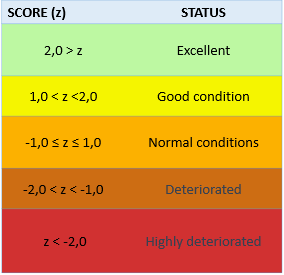 SCORE (z) STATUS
2,0 > z Excellent
1,0 < z <2,0 Good condition
-1,0 ≤ z ≤ 1,0 Normal conditions
-2,0 < z < -1,0 Deteriorated
z < -2,0 Highly deteriorated